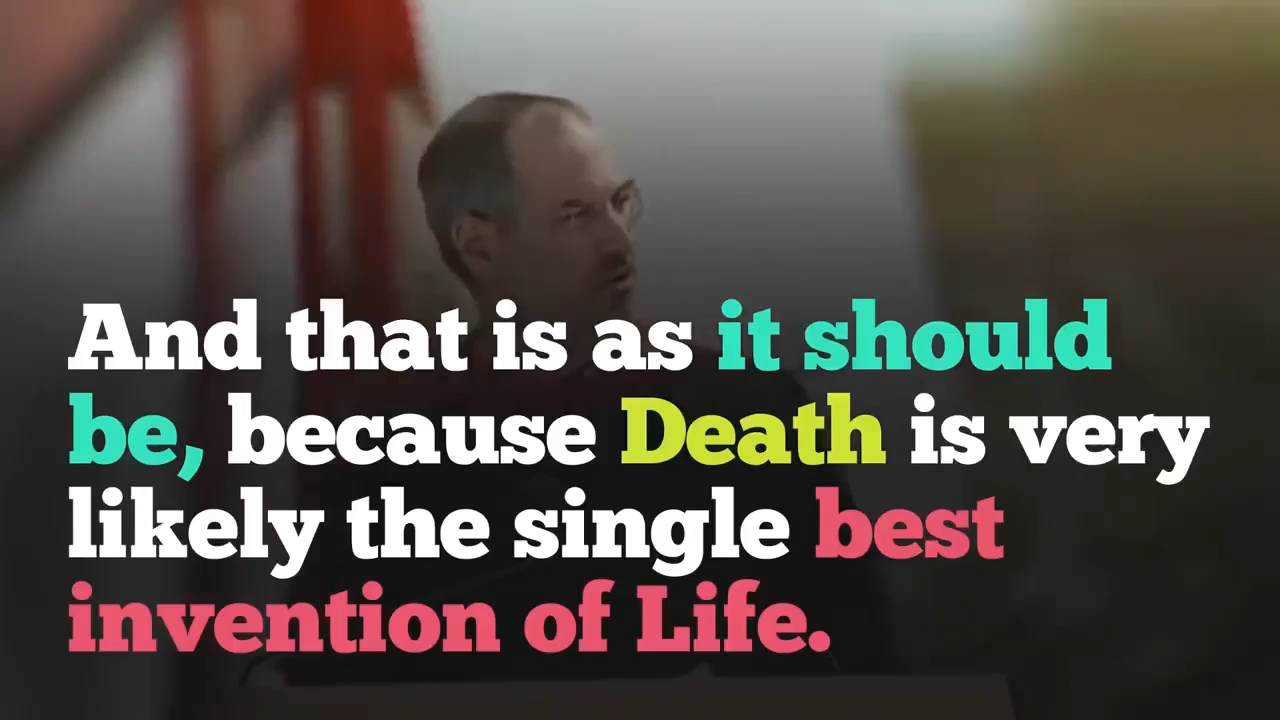 And that is as it should
be, because Death is very
likely the single best
invention of Life.